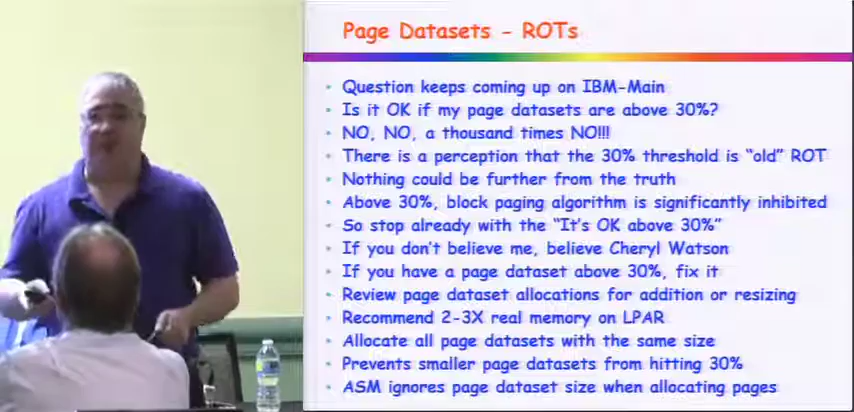 Page Datasets - ROTs
Question keeps coming up on IBM-Main
Is it OK if my page datasets are above 30%?
NO, NO, a thousand times NO!!!
There is a perception that the 30% threshold is “old” ROT
Nothing could be further from the truth
Above 30%, block paging algorithm is significantly inhibited
So stop already with the “It’s OK above 30%”
If you don’t believe me, believe Cheryl Watson
If you have a page dataset above 30%, fix it
Review page dataset allocations for addition or resizing
Recommend 2-3X real memory on LPAR
Allocate all page datasets with the same size
Prevents smaller page datasets from hitting 30%
ASM ignores page dataset size when allocating pages